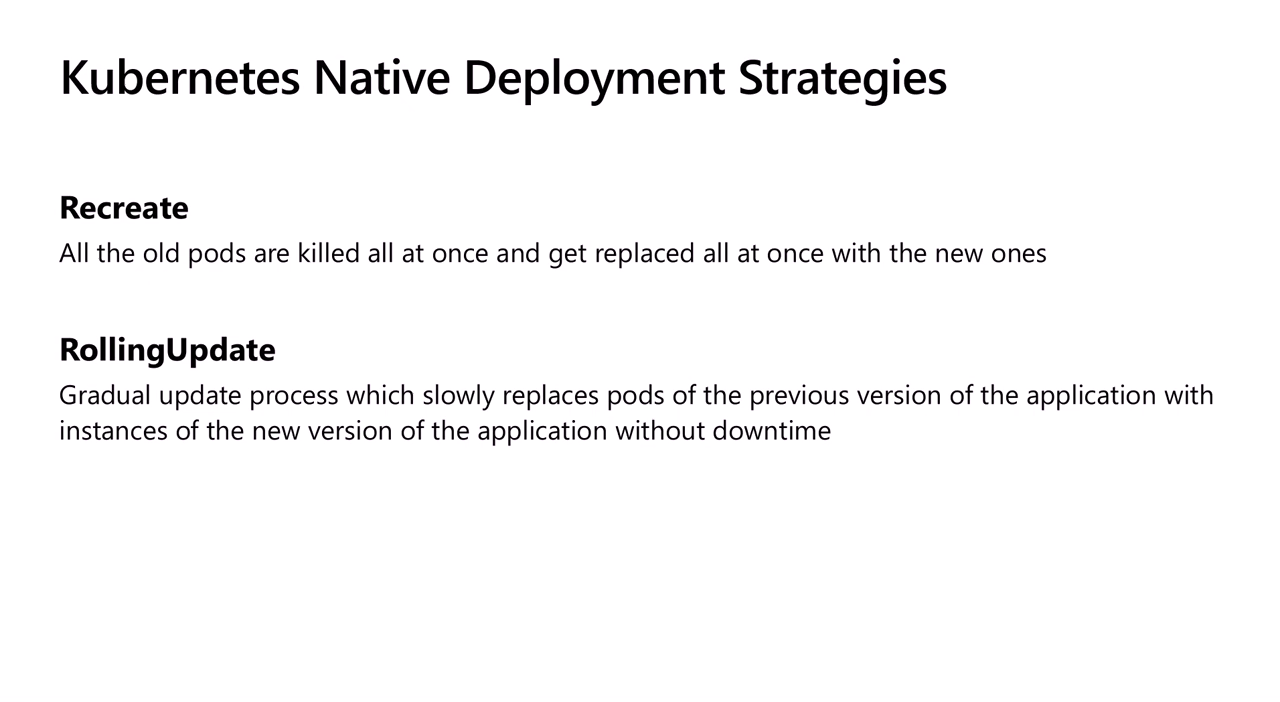 Kubernetes Native Deployment Strategies
Recreate
All the old pods are killed all at once and get replaced all at once with the new ones
RollingUpdate
Gradual update process which slowly replaces pods of the previous version of the application with
instances of the new version of the application without downtime